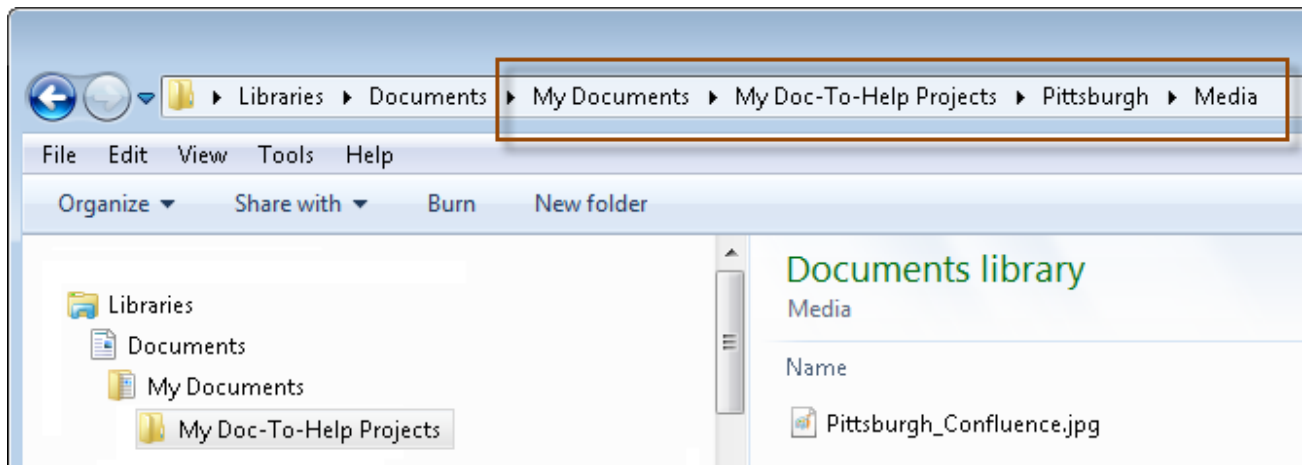 Libraries Documents My Documents My Doc-To-Help Projects Pittsburgh Media
File Edit View Tools Help
Organize Share with Burn New folder
Libraries
Documents
My Documents
My Doc-To-Help Projects
Documents library
Media
Name
Pittsburgh_Confluence.jpg